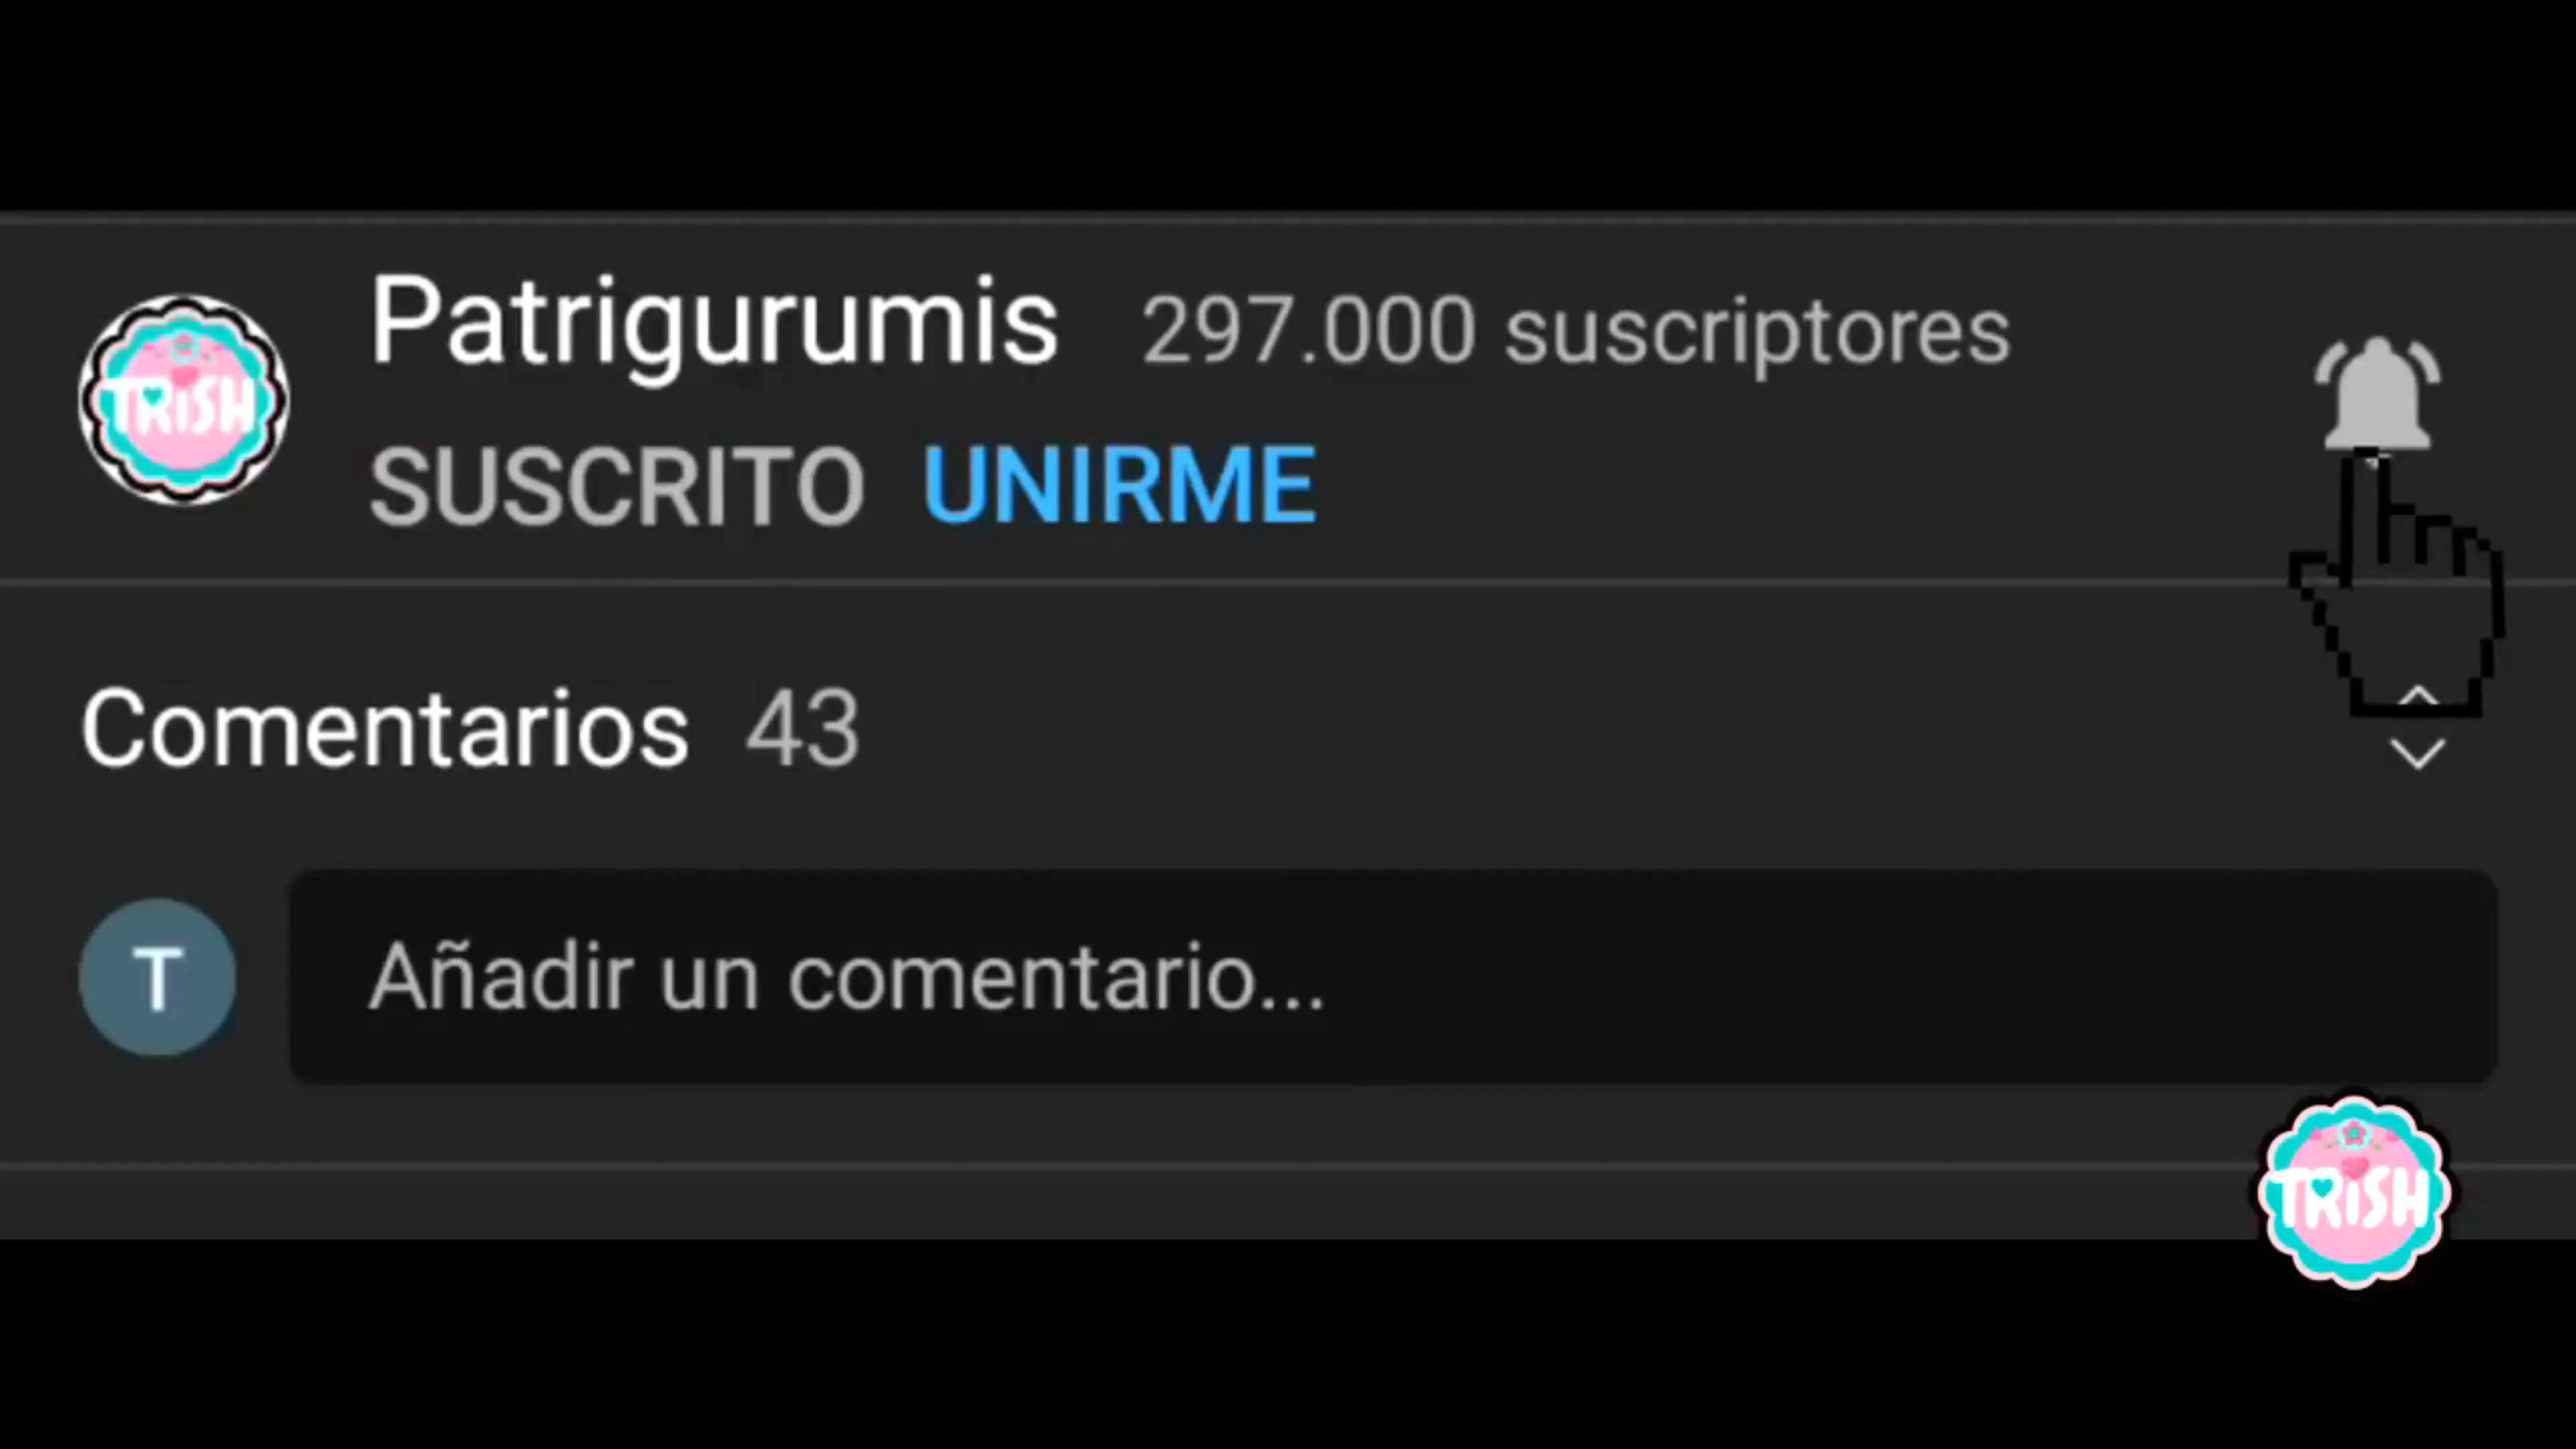 Patrigurumis 297.000 suscriptores
TRISH
SUSCRITO UNIRME
Comentarios 43
T Añadir un comentario...
TRISH